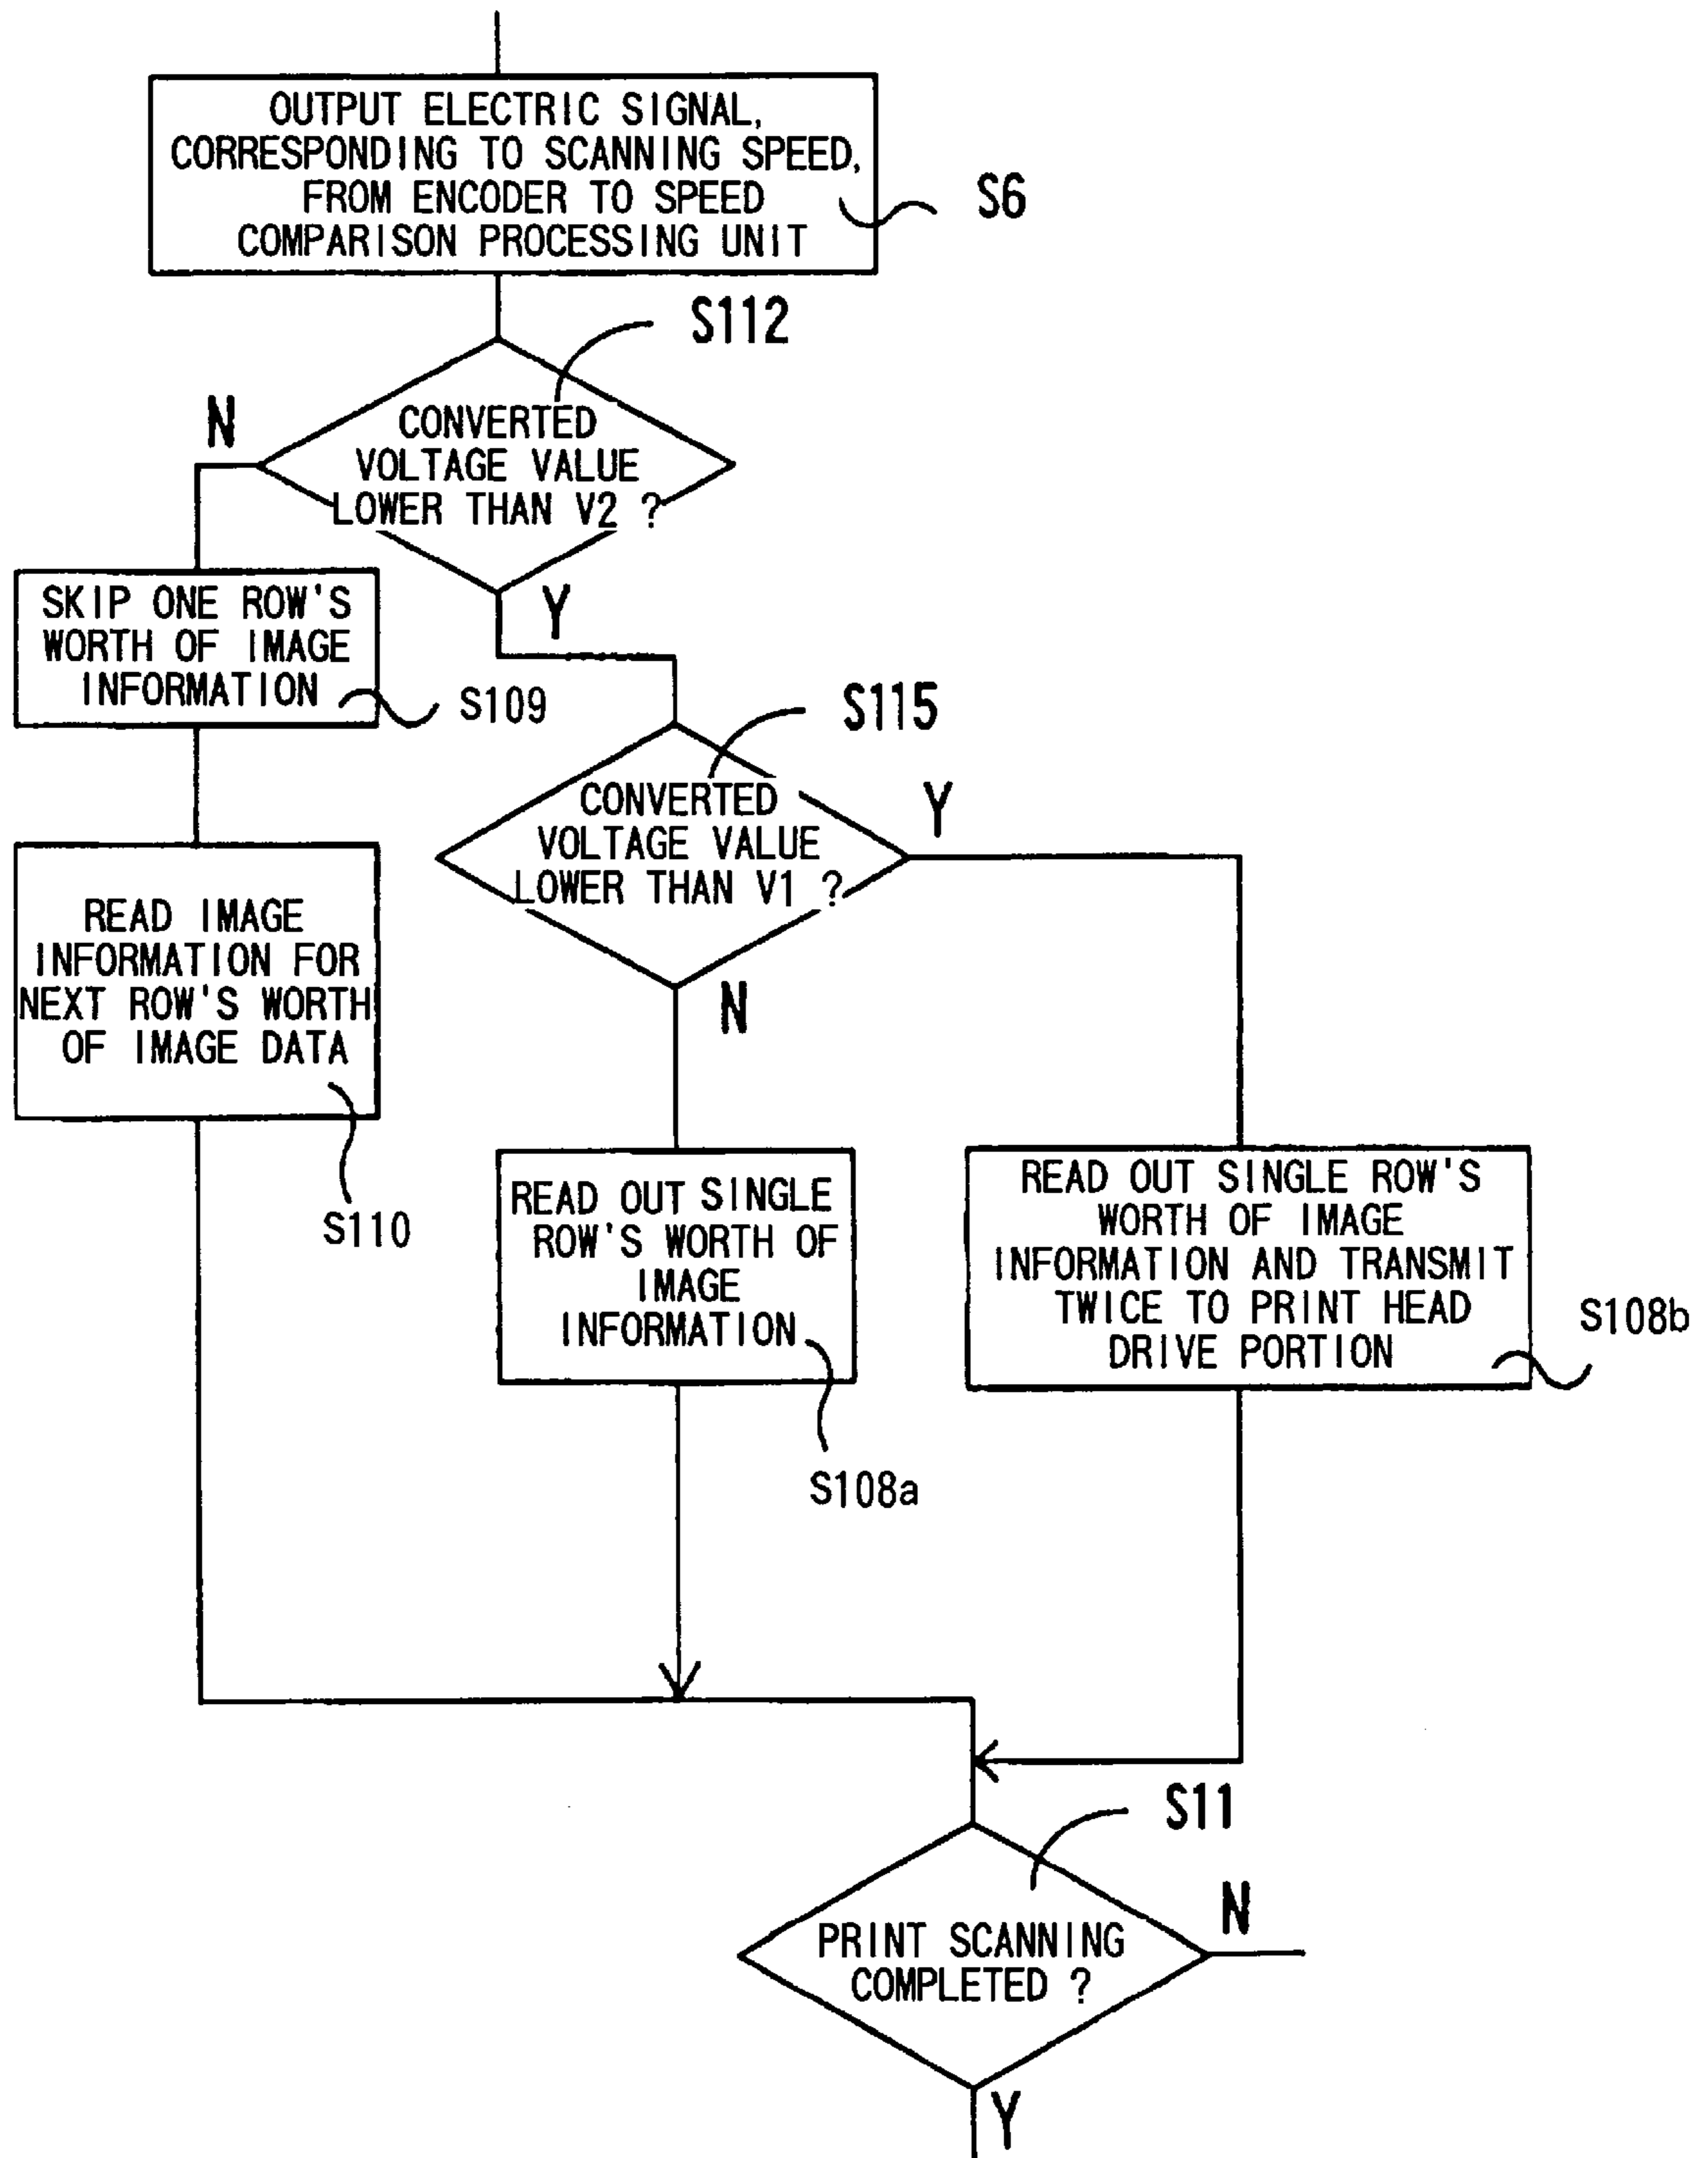 OUTPUT ELECTRIC SIGNAL,
CORRESPONDING TO SCANNING SPEED,
FROM ENCODER TO SPEED
COMPARISON PROCESSING UNIT
S6
S112
N
CONVERTED
VOLTAGE VALUE
LOWER THAN V2 ?
Y
SKIP ONE ROW'S
WORTH OF IMAGE
INFORMATION
S109
S115
CONVERTED
VOLTAGE VALUE
LOWER THAN V1 ?
Y
N
READ IMAGE
INFORMATION FOR
NEXT ROW'S WORTH
OF IMAGE DATA
S110
READ OUT SINGLE
ROW'S WORTH OF
IMAGE
INFORMATION
S108a
READ OUT SINGLE ROW'S
WORTH OF IMAGE
INFORMATION AND TRANSMIT
TWICE TO PRINT HEAD
DRIVE PORTION
S108b
S11
PRINT SCANNING
COMPLETED ?
N
Y